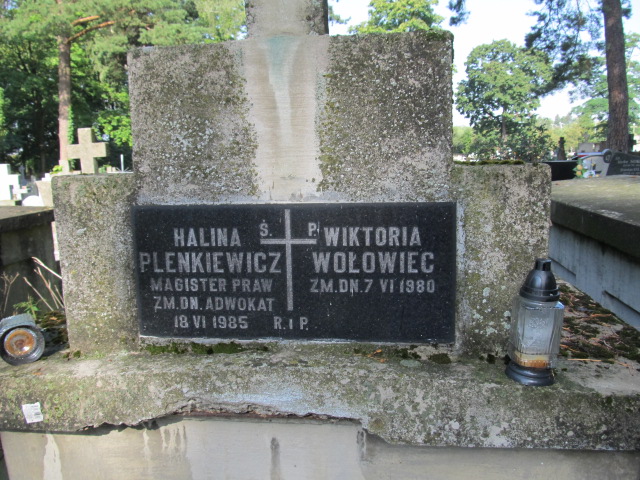 Ś. P.
HALINA
PLENKIEWICZ
MAGISTER PRAW
ZM. DN. ADWOKAT
18 VI 1985
WIKTORIA
WOŁOWIEC
ZM. DN. 7 VI 1980
R. i P.